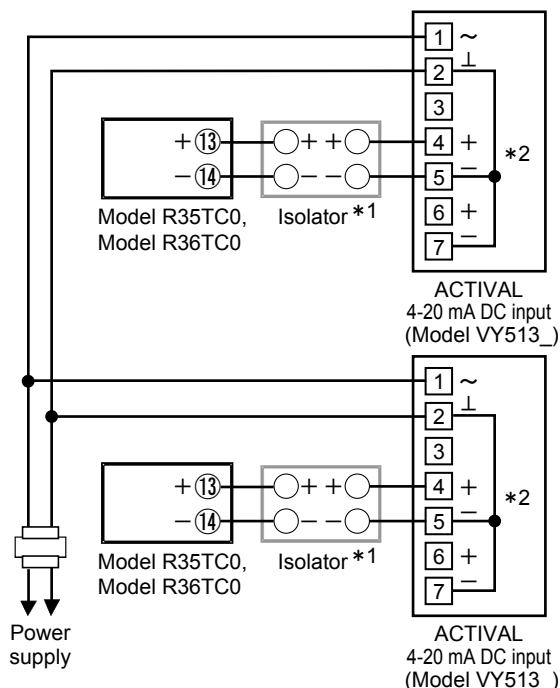 1 ~
2 ⊥
3
+ ⑬ + + 4 +
− ⑭ − − 5 − *2
6 +
7 −
Model R35TC0,
Model R36TC0
Isolator *1
ACTIVAL
4-20 mA DC input
(Model VY513_)
1 ~
2 ⊥
3
+ ⑬ + + 4 +
− ⑭ − − 5 − *2
6 +
7 −
Model R35TC0,
Model R36TC0
Isolator *1
Power
supply
ACTIVAL
4-20 mA DC input
(Model VY513_)